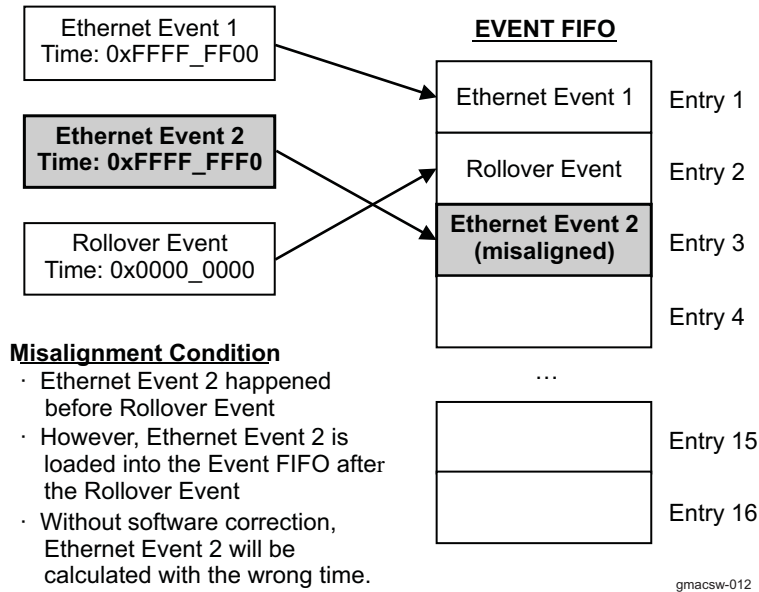 Ethernet Event 1
Time: 0xFFFF_FF00
Ethernet Event 2
Time: 0xFFFF_FFF0
Rollover Event
Time: 0x0000_0000
EVENT FIFO
Ethernet Event 1
Entry 1
Rollover Event
Entry 2
Ethernet Event 2
(misaligned)
Entry 3
Entry 4
...
Entry 15
Entry 16
Misalignment Condition
· Ethernet Event 2 happened
before Rollover Event
· However, Ethernet Event 2 is
loaded into the Event FIFO after
the Rollover Event
· Without software correction,
Ethernet Event 2 will be
calculated with the wrong time.
gmacsw-012